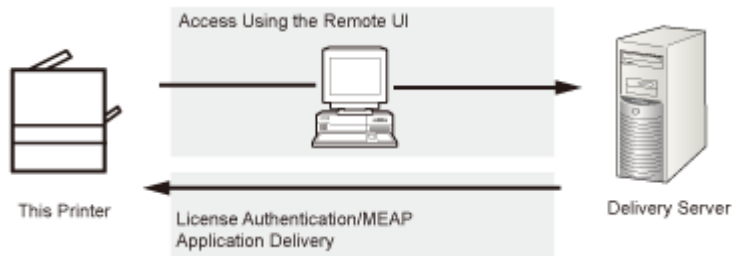 Access Using the Remote UI
This Printer
Delivery Server
License Authentication/MEAP
Application Delivery